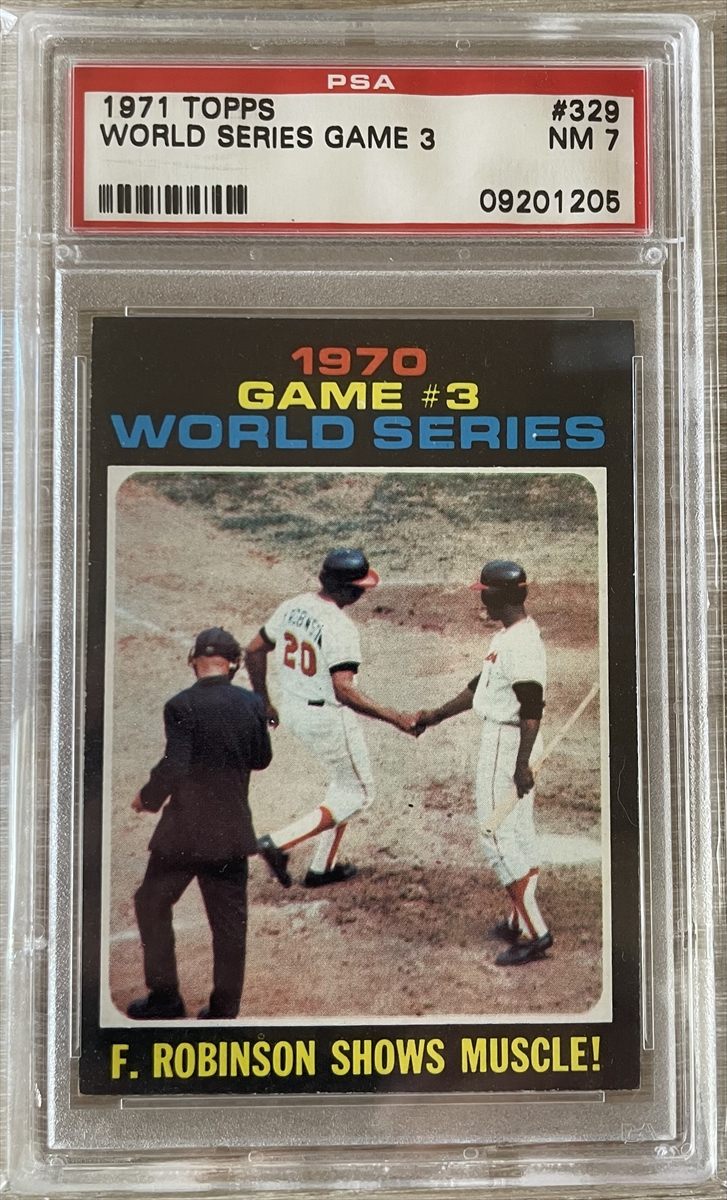 PSA
1971 TOPPS #329
WORLD SERIES GAME 3 NM 7
09201205
1970
GAME #3
WORLD SERIES
ROBINSON
20
F. ROBINSON SHOWS MUSCLE!